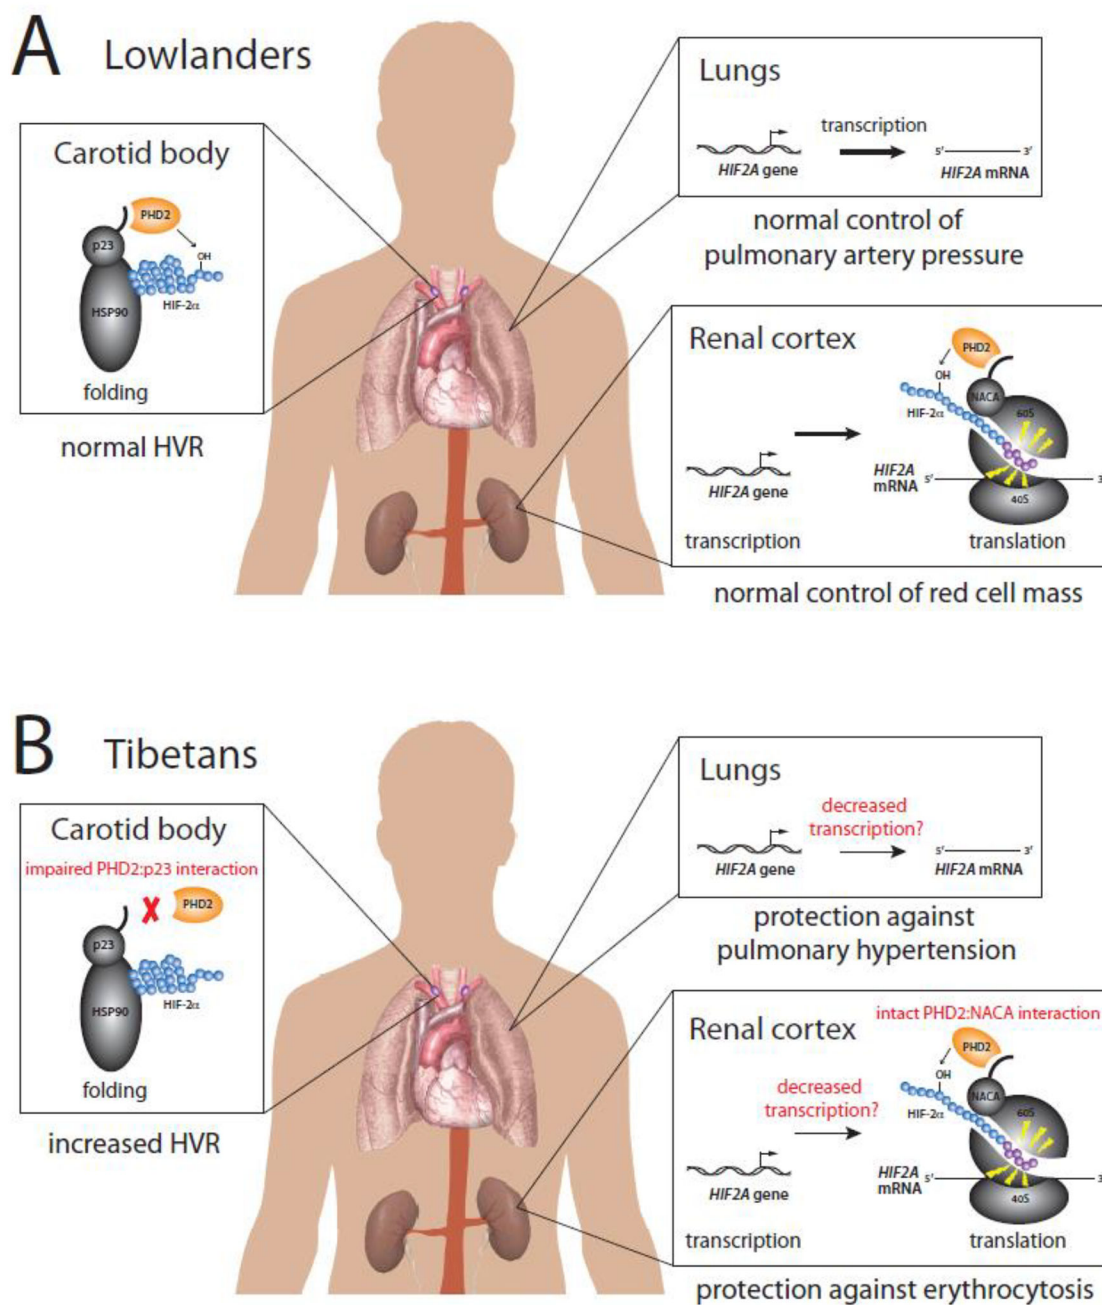 A Lowlanders
Carotid body
PHD2
p23
OH
HSP90
HIF-2α
folding
normal HVR
Lungs
transcription
5' 3'
HIF2A gene
HIF2A mRNA
normal control of
pulmonary artery pressure
Renal cortex
PHD2
OH
NACA
HIF-2α
60S
HIF2A
mRNA
5' 3'
HIF2A gene
40S
transcription
translation
normal control of red cell mass
B Tibetans
Carotid body
impaired PHD2:p23 interaction
PHD2
p23
HSP90
HIF-2α
folding
increased HVR
Lungs
decreased
transcription?
5' 3'
HIF2A gene
HIF2A mRNA
protection against
pulmonary hypertension
Renal cortex
intact PHD2:NACA interaction
PHD2
OH
decreased
transcription?
NACA
HIF-2α
60S
HIF2A
mRNA
5' 3'
HIF2A gene
40S
transcription
translation
protection against erythrocytosis